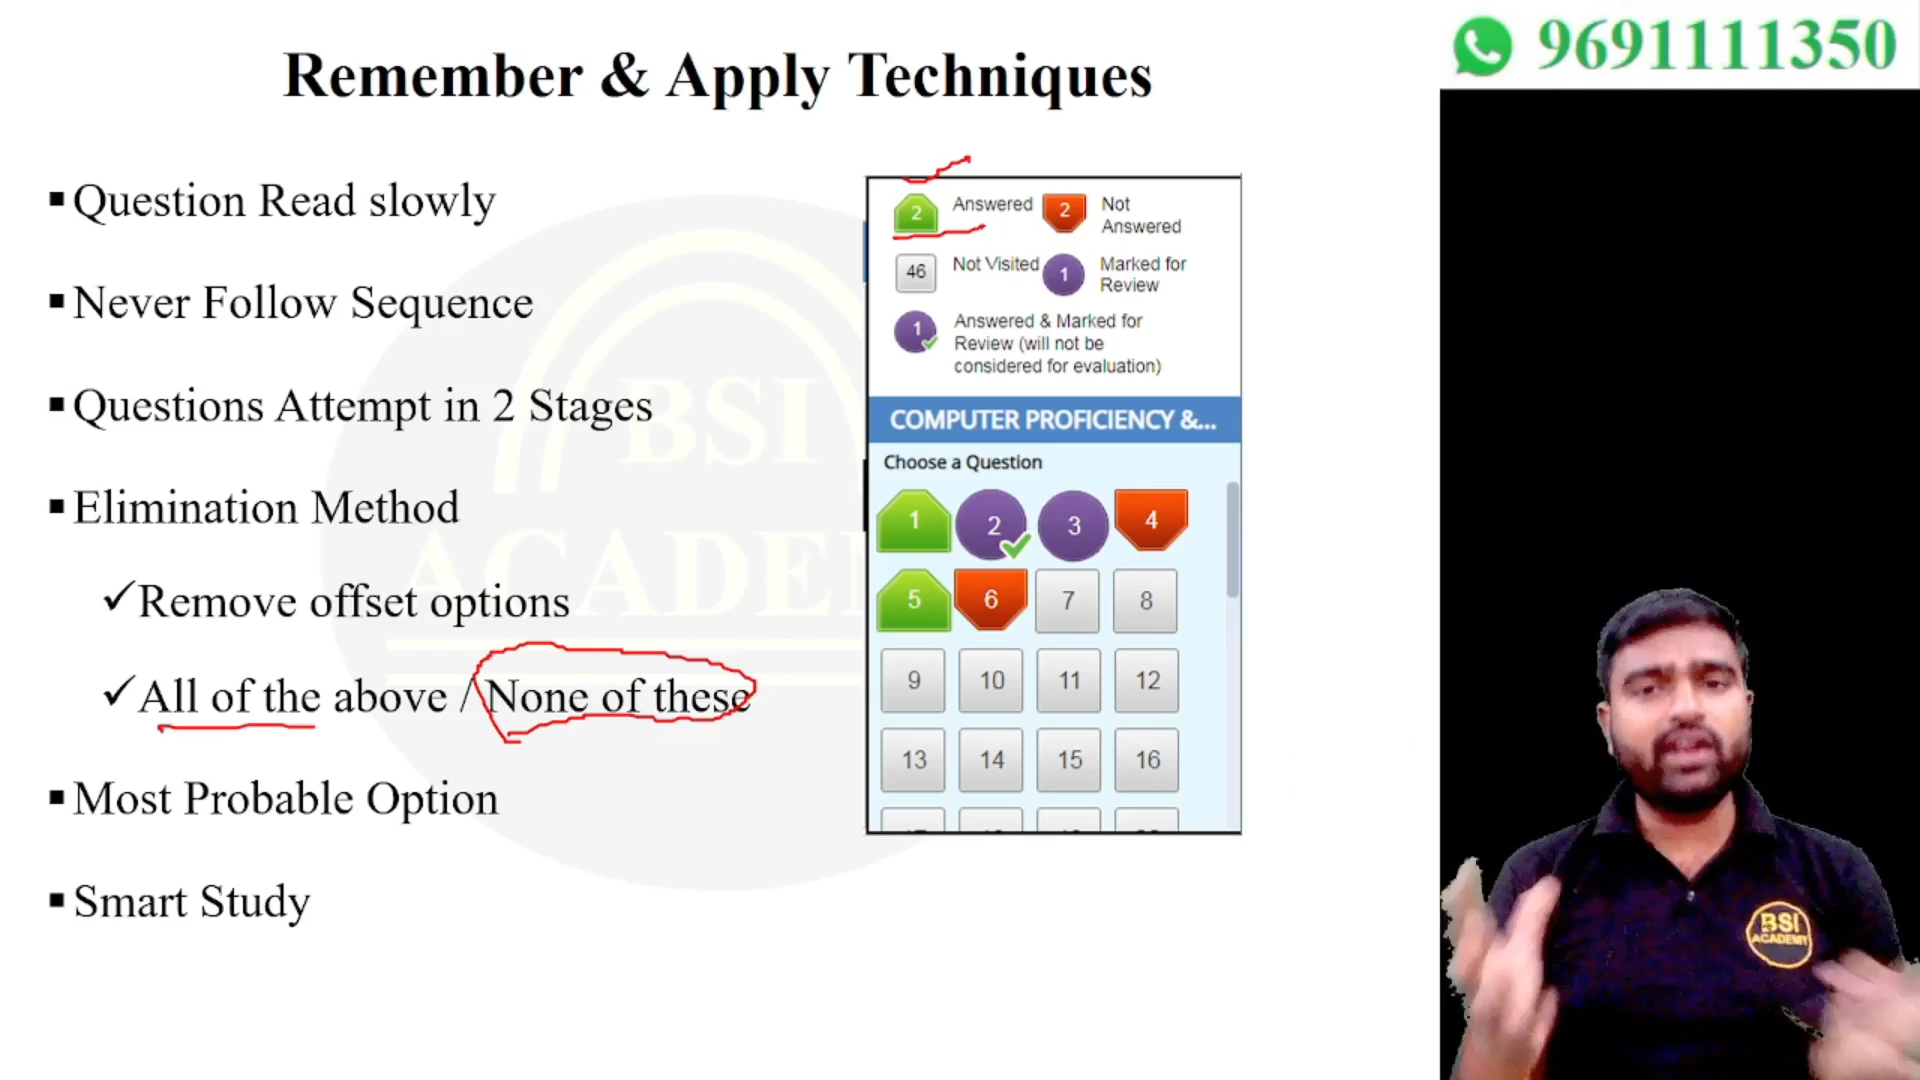 Remember & Apply Techniques
9691111350
Question Read slowly
Never Follow Sequence
Questions Attempt in 2 Stages
Elimination Method
Remove offset options
All of the above / None of these
Most Probable Option
Smart Study
BSI
ACADEM
2 Answered
2 Not
Answered
46 Not Visited
1 Marked for
Review
1 Answered & Marked for
Review (will not be
considered for evaluation)
COMPUTER PROFICIENCY &...
Choose a Question
1 2 3 4
5 6 7 8
9 10 11 12
13 14 15 16
BSI
ACADEMY